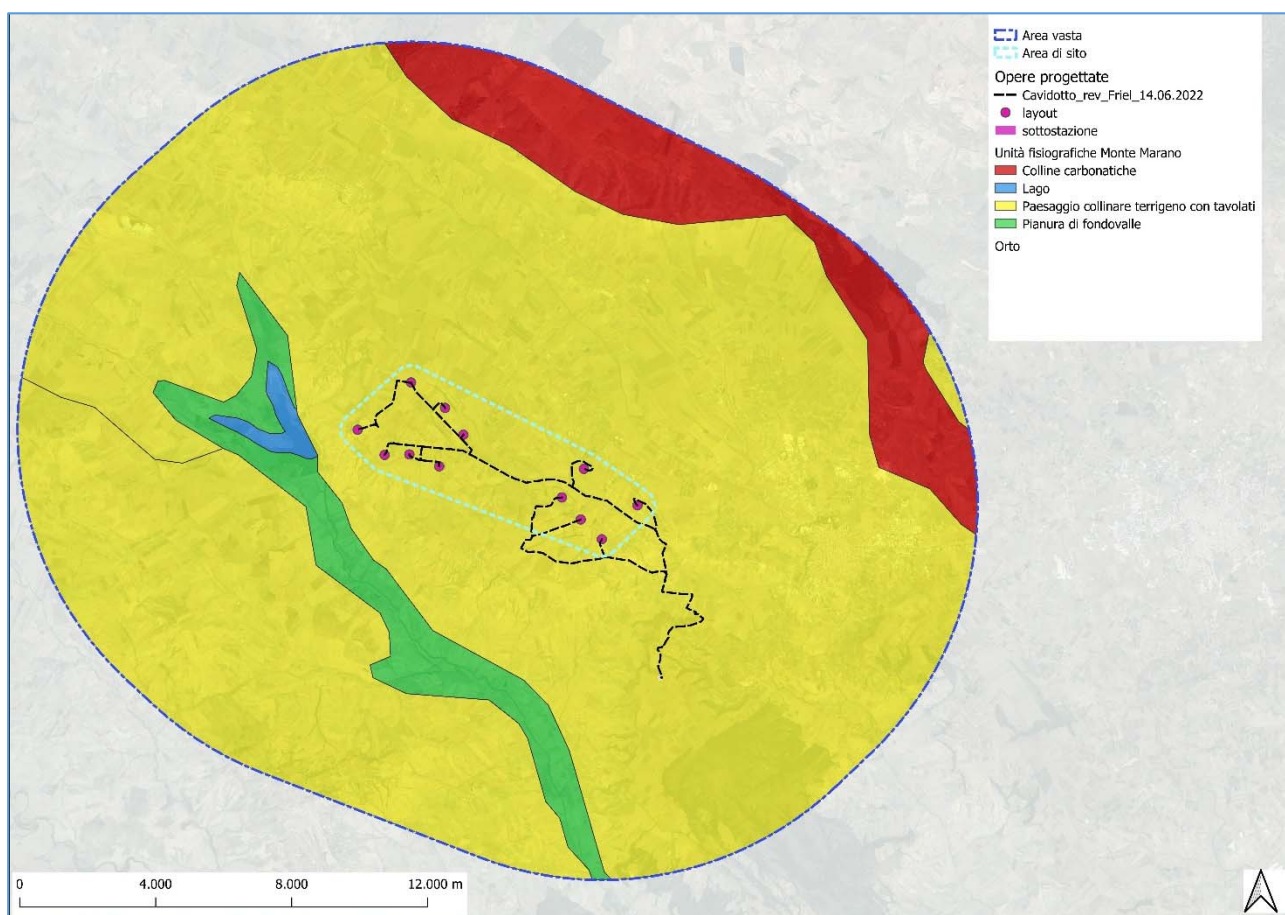 Area vasta
Area di sito
Opere progettate
Cavidotto_rev_Friel_14.06.2022
layout
sottostazione
Unità fisiografiche Monte Marano
Colline carbonatiche
Lago
Paesaggio collinare terrigeno con tavolati
Pianura di fondovalle
Orto
0 4.000 8.000 12.000 m